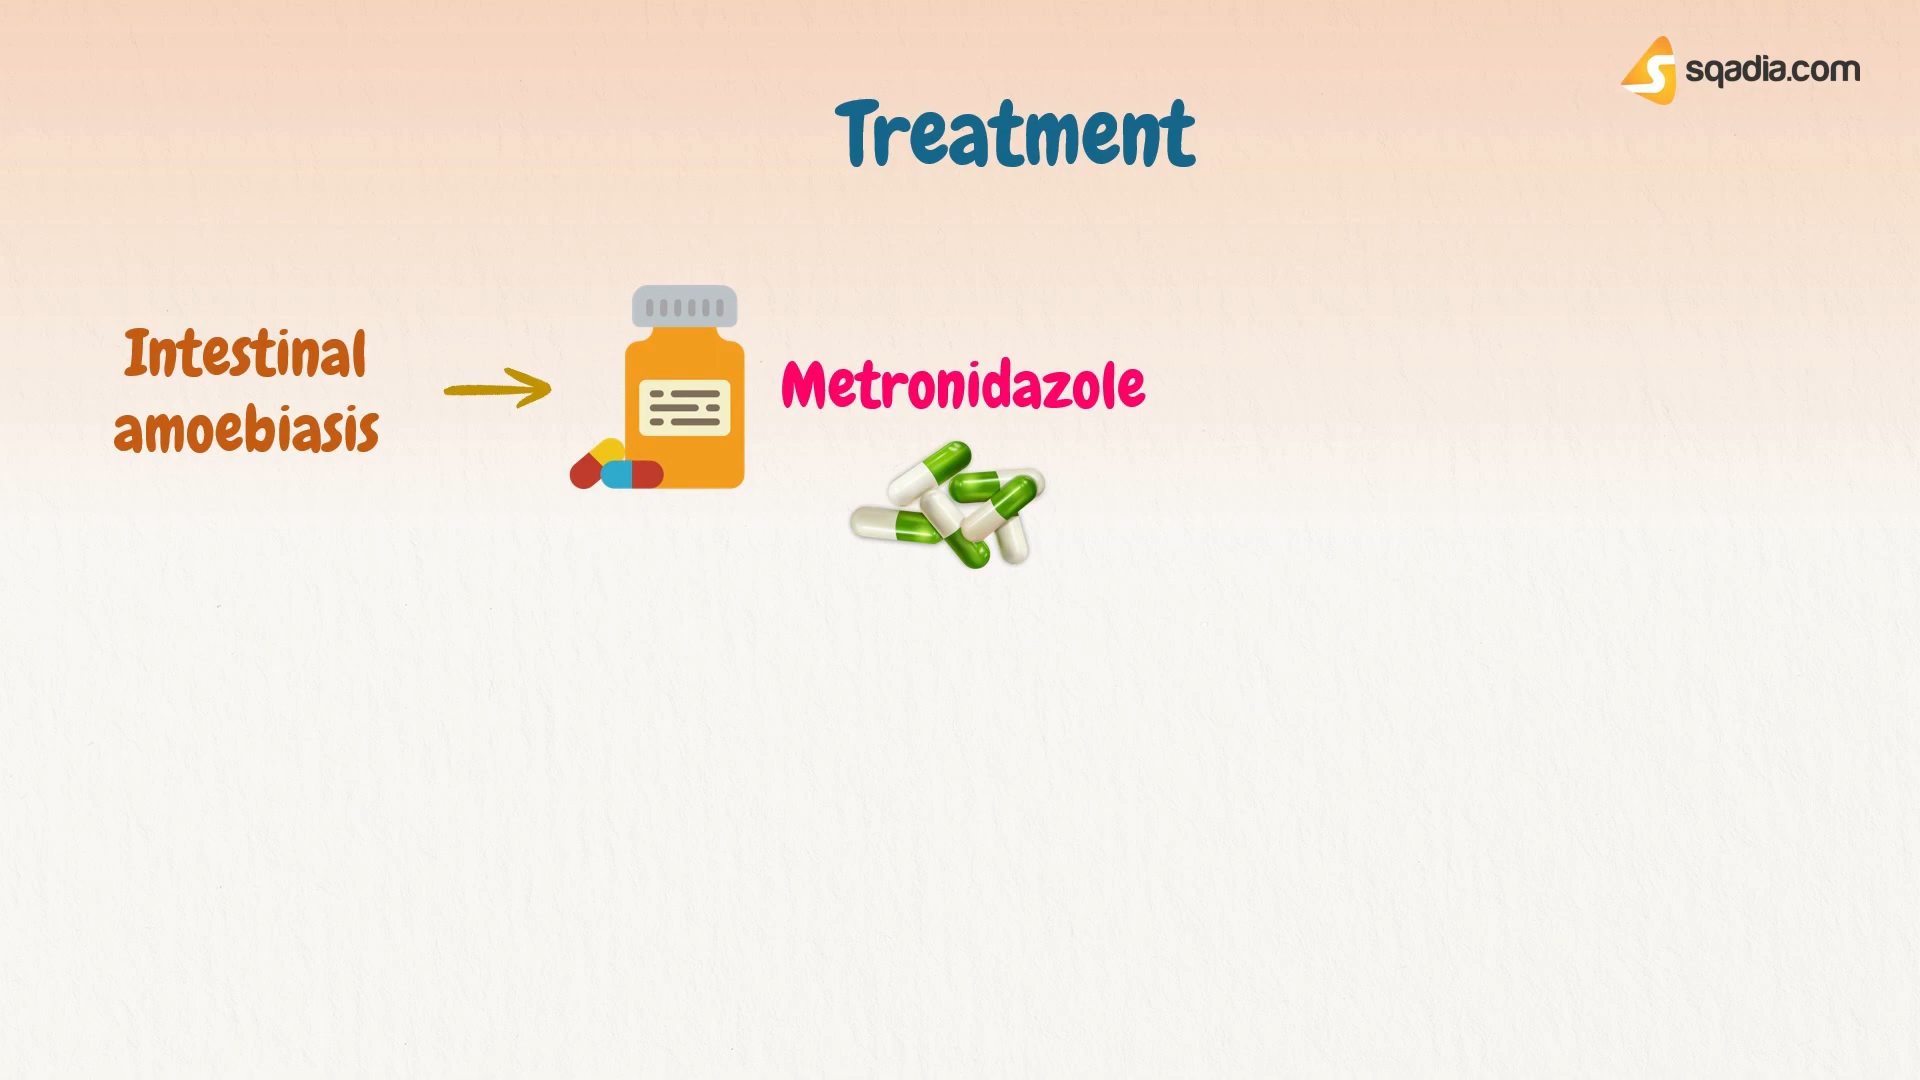 sqadia.com
Treatment
Intestinal
amoebiasis
Metronidazole